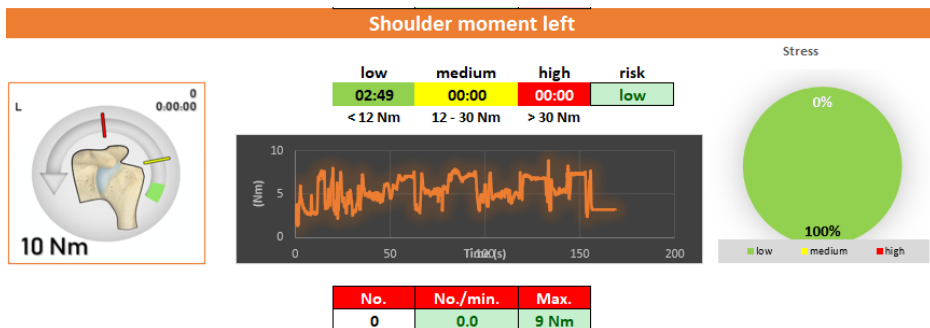 Shoulder moment left
Stress
low medium high risk
02:49 00:00 00:00 low
< 12 Nm 12 - 30 Nm > 30 Nm
0
L 0:00:00
10 Nm
(Nm)
10
5
0
0 50 100 150 200
Time (s)
0%
100%
low medium high
No. No./min. Max.
0 0.0 9 Nm